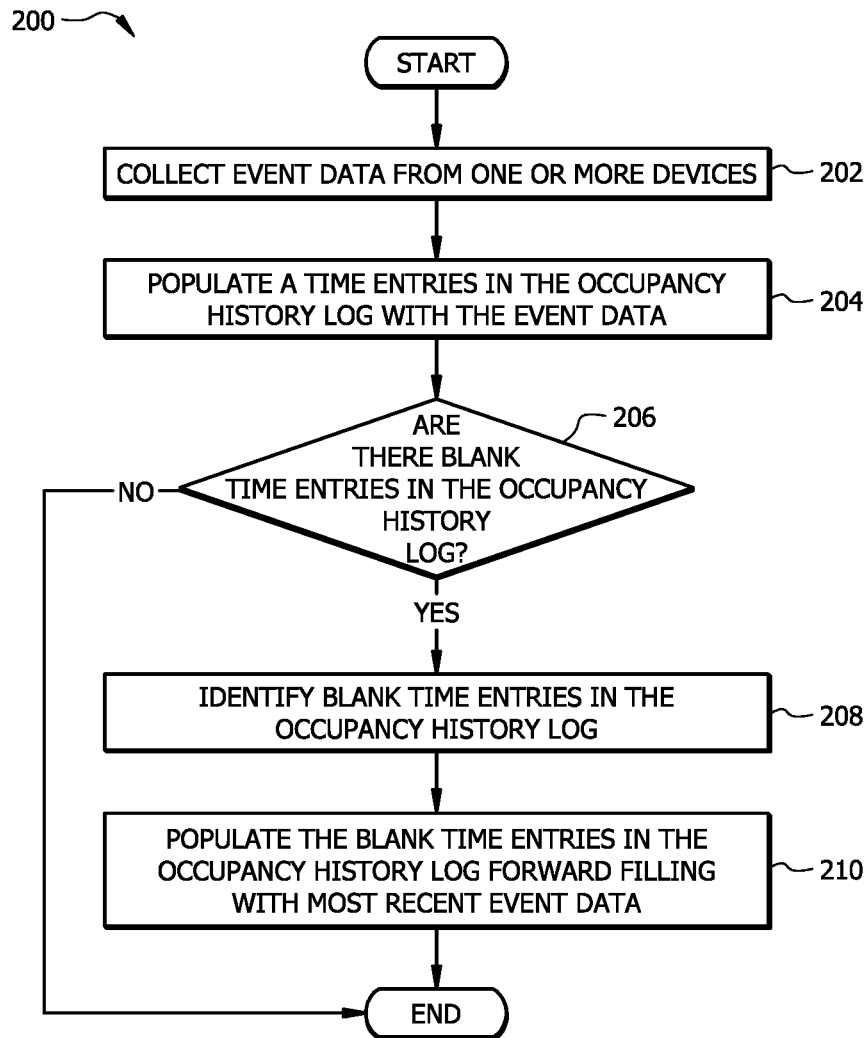 200
START
COLLECT EVENT DATA FROM ONE OR MORE DEVICES
202
POPULATE A TIME ENTRIES IN THE OCCUPANCY
HISTORY LOG WITH THE EVENT DATA
204
206
ARE
THERE BLANK
TIME ENTRIES IN THE OCCUPANCY
HISTORY
LOG?
NO
YES
IDENTIFY BLANK TIME ENTRIES IN THE
OCCUPANCY HISTORY LOG
208
POPULATE THE BLANK TIME ENTRIES IN THE
OCCUPANCY HISTORY LOG FORWARD FILLING
WITH MOST RECENT EVENT DATA
210
END